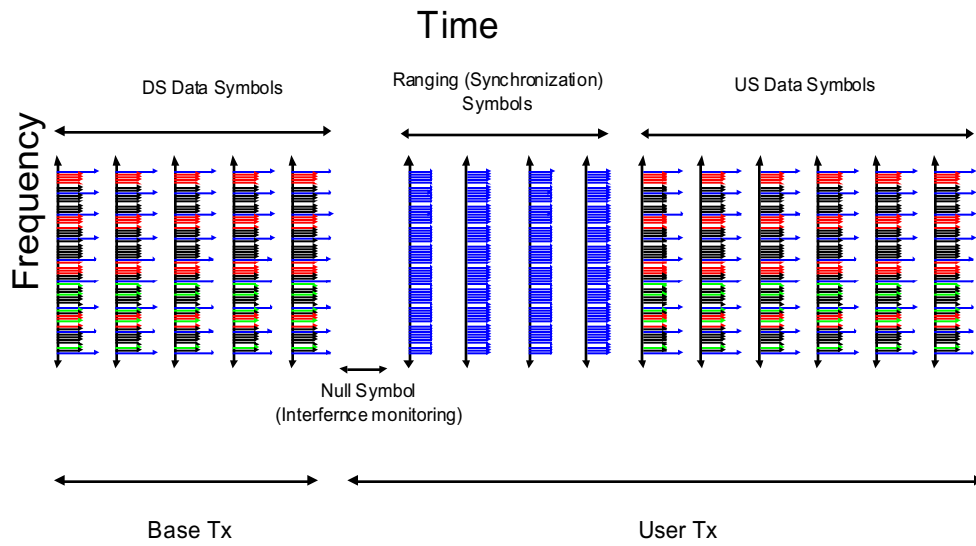 Time
DS Data Symbols
Ranging (Synchronization)
Symbols
US Data Symbols
Frequency
Null Symbol
(Interfernce monitoring)
Base Tx
User Tx